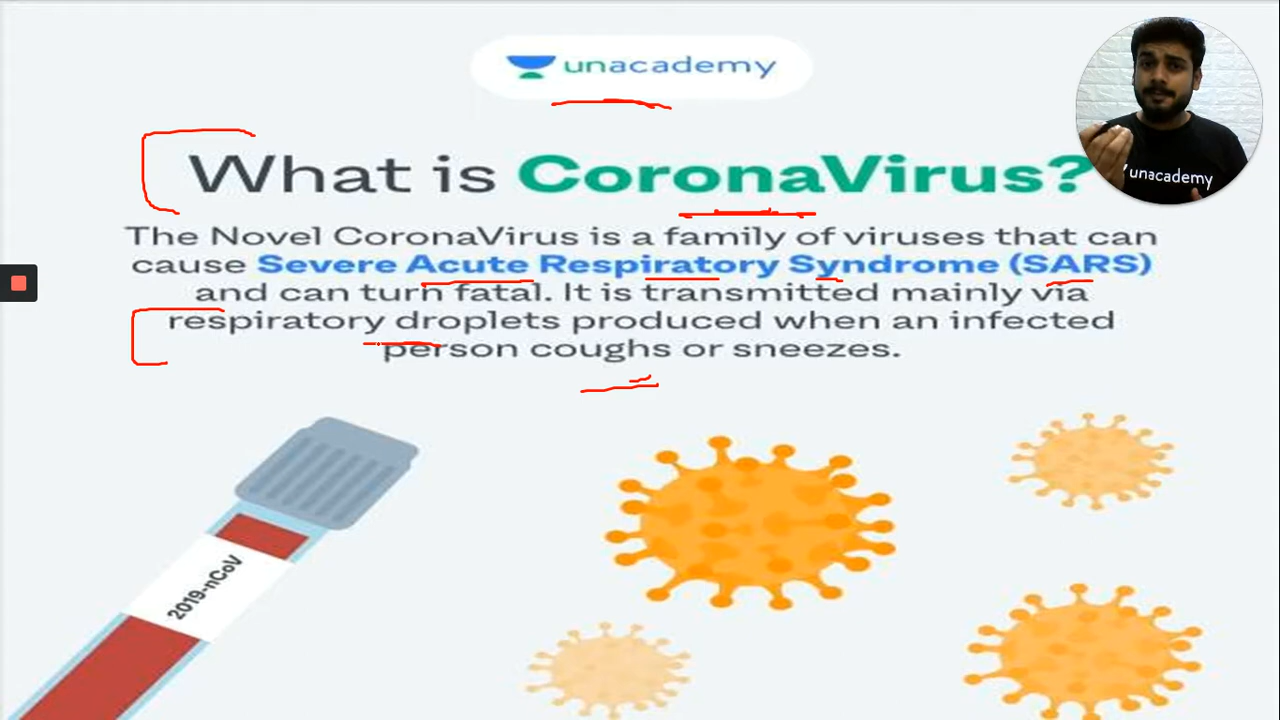 unacademy
What is CoronaVirus?
unacademy
The Novel CoronaVirus is a family of viruses that can
cause Severe Acute Respiratory Syndrome (SARS)
and can turn fatal. It is transmitted mainly via
respiratory droplets produced when an infected
person coughs or sneezes.
2019-nCoV